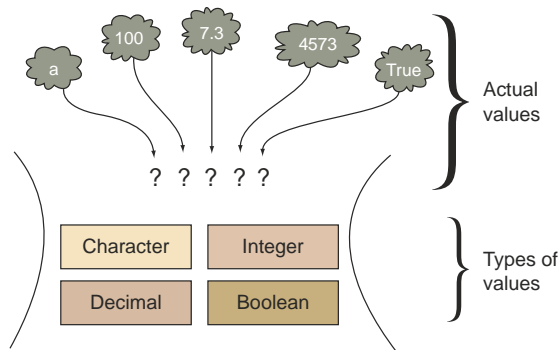 a
100
7.3
4573
True
Actual
values
? ? ? ? ?
Character
Integer
Decimal
Boolean
Types of
values